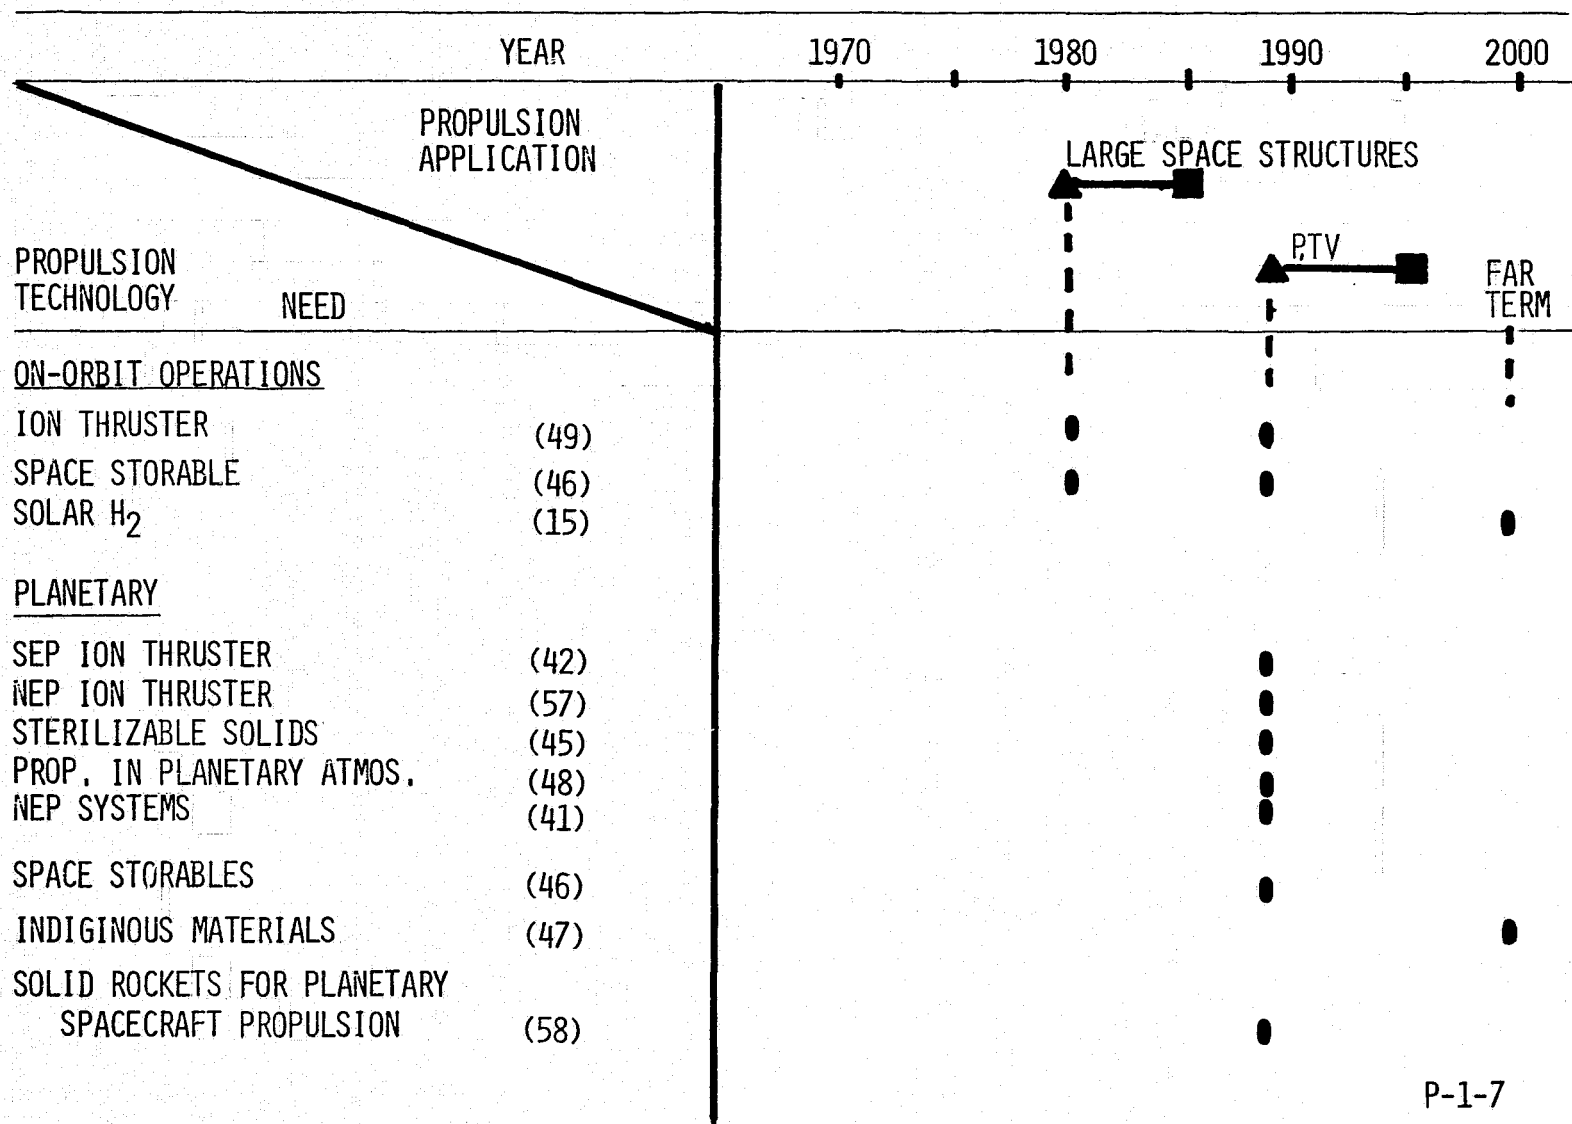 YEAR 1970 1980 1990 2000
PROPULSION
APPLICATION
LARGE SPACE STRUCTURES
P,TV
FAR
TERM
PROPULSION
TECHNOLOGY NEED
ON-ORBIT OPERATIONS
ION THRUSTER (49)
SPACE STORABLE (46)
SOLAR H2 (15)
PLANETARY
SEP ION THRUSTER (42)
NEP ION THRUSTER (57)
STERILIZABLE SOLIDS (45)
PROP. IN PLANETARY ATMOS. (48)
NEP SYSTEMS (41)
SPACE STORABLES (46)
INDIGINOUS MATERIALS (47)
SOLID ROCKETS FOR PLANETARY
SPACECRAFT PROPULSION (58)
P-1-7